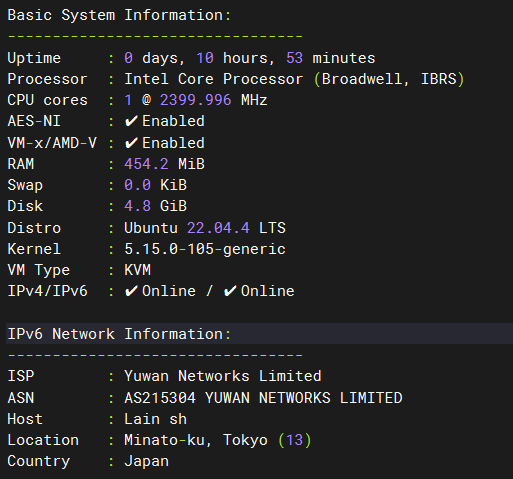 Basic System Information:
---------------------------------
Uptime     : 0 days, 10 hours, 53 minutes
Processor  : Intel Core Processor (Broadwell, IBRS)
CPU cores  : 1 @ 2399.996 MHz
AES-NI     : ✔ Enabled
VM-x/AMD-V : ✔ Enabled
RAM        : 454.2 MiB
Swap       : 0.0 KiB
Disk       : 4.8 GiB
Distro     : Ubuntu 22.04.4 LTS
Kernel     : 5.15.0-105-generic
VM Type    : KVM
IPv4/IPv6  : ✔ Online / ✔ Online
IPv6 Network Information:
---------------------------------
ISP        : Yuwan Networks Limited
ASN        : AS215304 YUWAN NETWORKS LIMITED
Host       : Lain sh
Location   : Minato-ku, Tokyo (13)
Country    : Japan